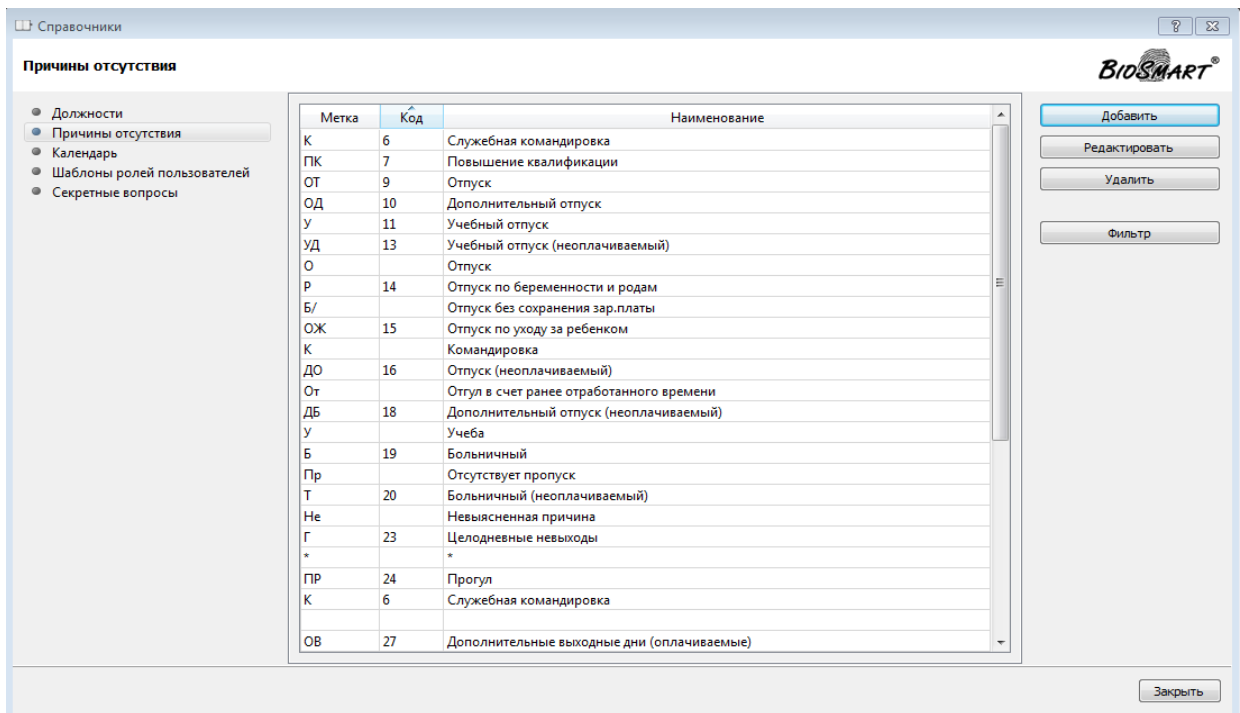 Справочники
Причины отсутствия
BIOSMART®
Должности
Причины отсутствия
Календарь
Шаблоны ролей пользователей
Секретные вопросы
Метка Код Наименование
К 6 Служебная командировка
ПК 7 Повышение квалификации
ОТ 9 Отпуск
ОД 10 Дополнительный отпуск
У 11 Учебный отпуск
УД 13 Учебный отпуск (неоплачиваемый)
О Отпуск
Р 14 Отпуск по беременности и родам
Б/ Отпуск без сохранения зар.платы
ОЖ 15 Отпуск по уходу за ребенком
К Командировка
ДО 16 Отпуск (неоплачиваемый)
От Отгул в счет ранее отработанного времени
ДБ 18 Дополнительный отпуск (неоплачиваемый)
У Учеба
Б 19 Больничный
Пр Отсутствует пропуск
Т 20 Больничный (неоплачиваемый)
Не Невыясненная причина
Г 23 Целодневные невыходы
* *
ПР 24 Прогул
К 6 Служебная командировка
ОВ 27 Дополнительные выходные дни (оплачиваемые)
Добавить
Редактировать
Удалить
Фильтр
Закрыть